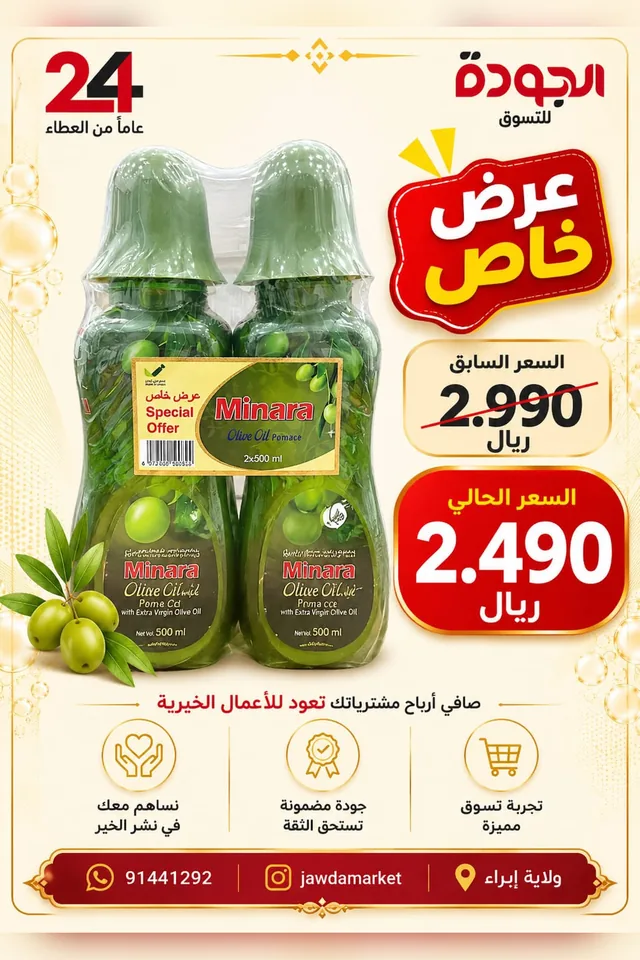 24
عاماً من العطاء
الجودة
للتسوق
عرض
خاص
السعر السابق
2.990
ريال
السعر الحالي
2.490
ريال
عرض خاص
Special
Offer
Minara
Olive Oil Pomace
2x500 ml
Minara
Olive Oil
with Extra Virgin Olive Oil
Net Vol. 500 ml
Minara
Olive Oil
with Extra Virgin Olive Oil
Net Vol. 500 ml
صافي أرباح مشترياتك تعود للأعمال الخيرية
تجربة تسوق
مميزة
جودة مضمونة
تستحق الثقة
نساهم معك
في نشر الخير
ولاية إبراء
jawdamarket
91441292